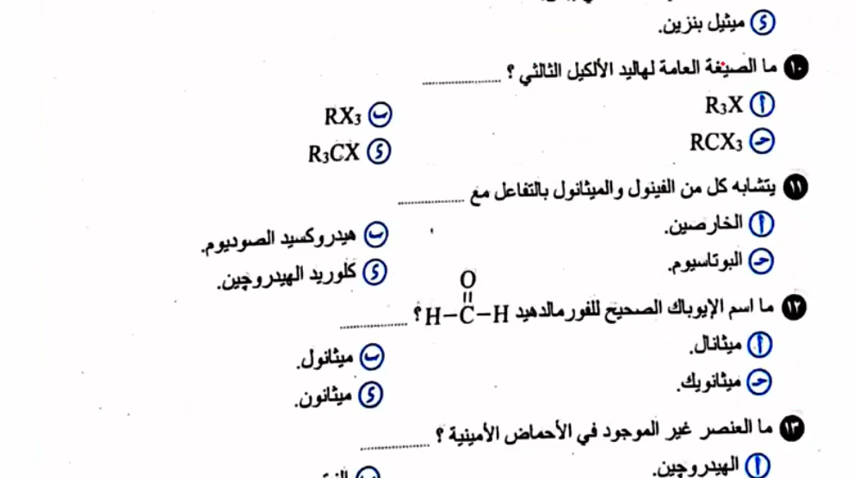 د ميثيل بنزين.
١٠ ما الصيغة العامة لهاليد الألكيل الثالثي ؟ ............
أ R₃X ب RX₃
ج RCX₃ د R₃CX
١١ يتشابه كل من الفينول والميثانول بالتفاعل مع ............
أ الخارصين. ب هيدروكسيد الصوديوم.
ج البوتاسيوم. د كلوريد الهيدروجين.
O
||
١٢ ما اسم الإيوباك الصحيح للفورمالدهيد H–C–H ؟ ............
أ ميثانال. ب ميثانول.
ج ميثانويك. د ميثانون.
١٣ ما العنصر غير الموجود في الأحماض الأمينية ؟ ............
أ الهيدروجين. ب